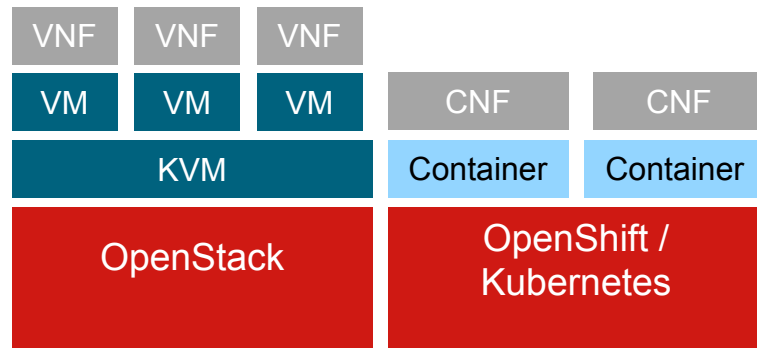 VNF VNF VNF
VM VM VM CNF CNF
KVM Container Container
OpenStack OpenShift /
Kubernetes